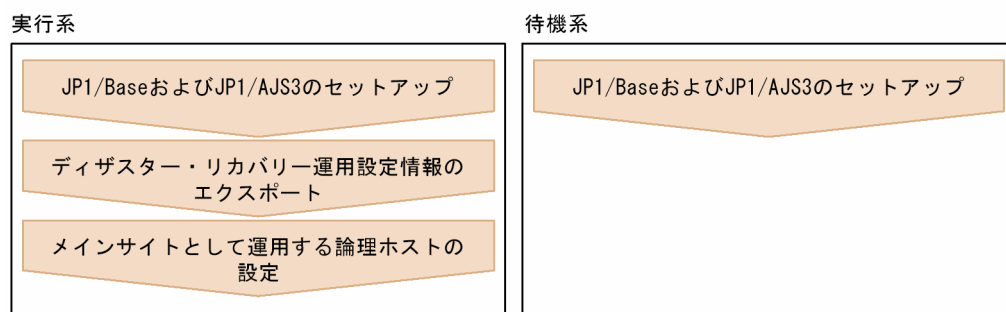 実行系
JP1/BaseおよびJP1/AJS3のセットアップ
ディザスター・リカバリー運用設定情報の
エクスポート
メインサイトとして運用する論理ホストの
設定
待機系
JP1/BaseおよびJP1/AJS3のセットアップ